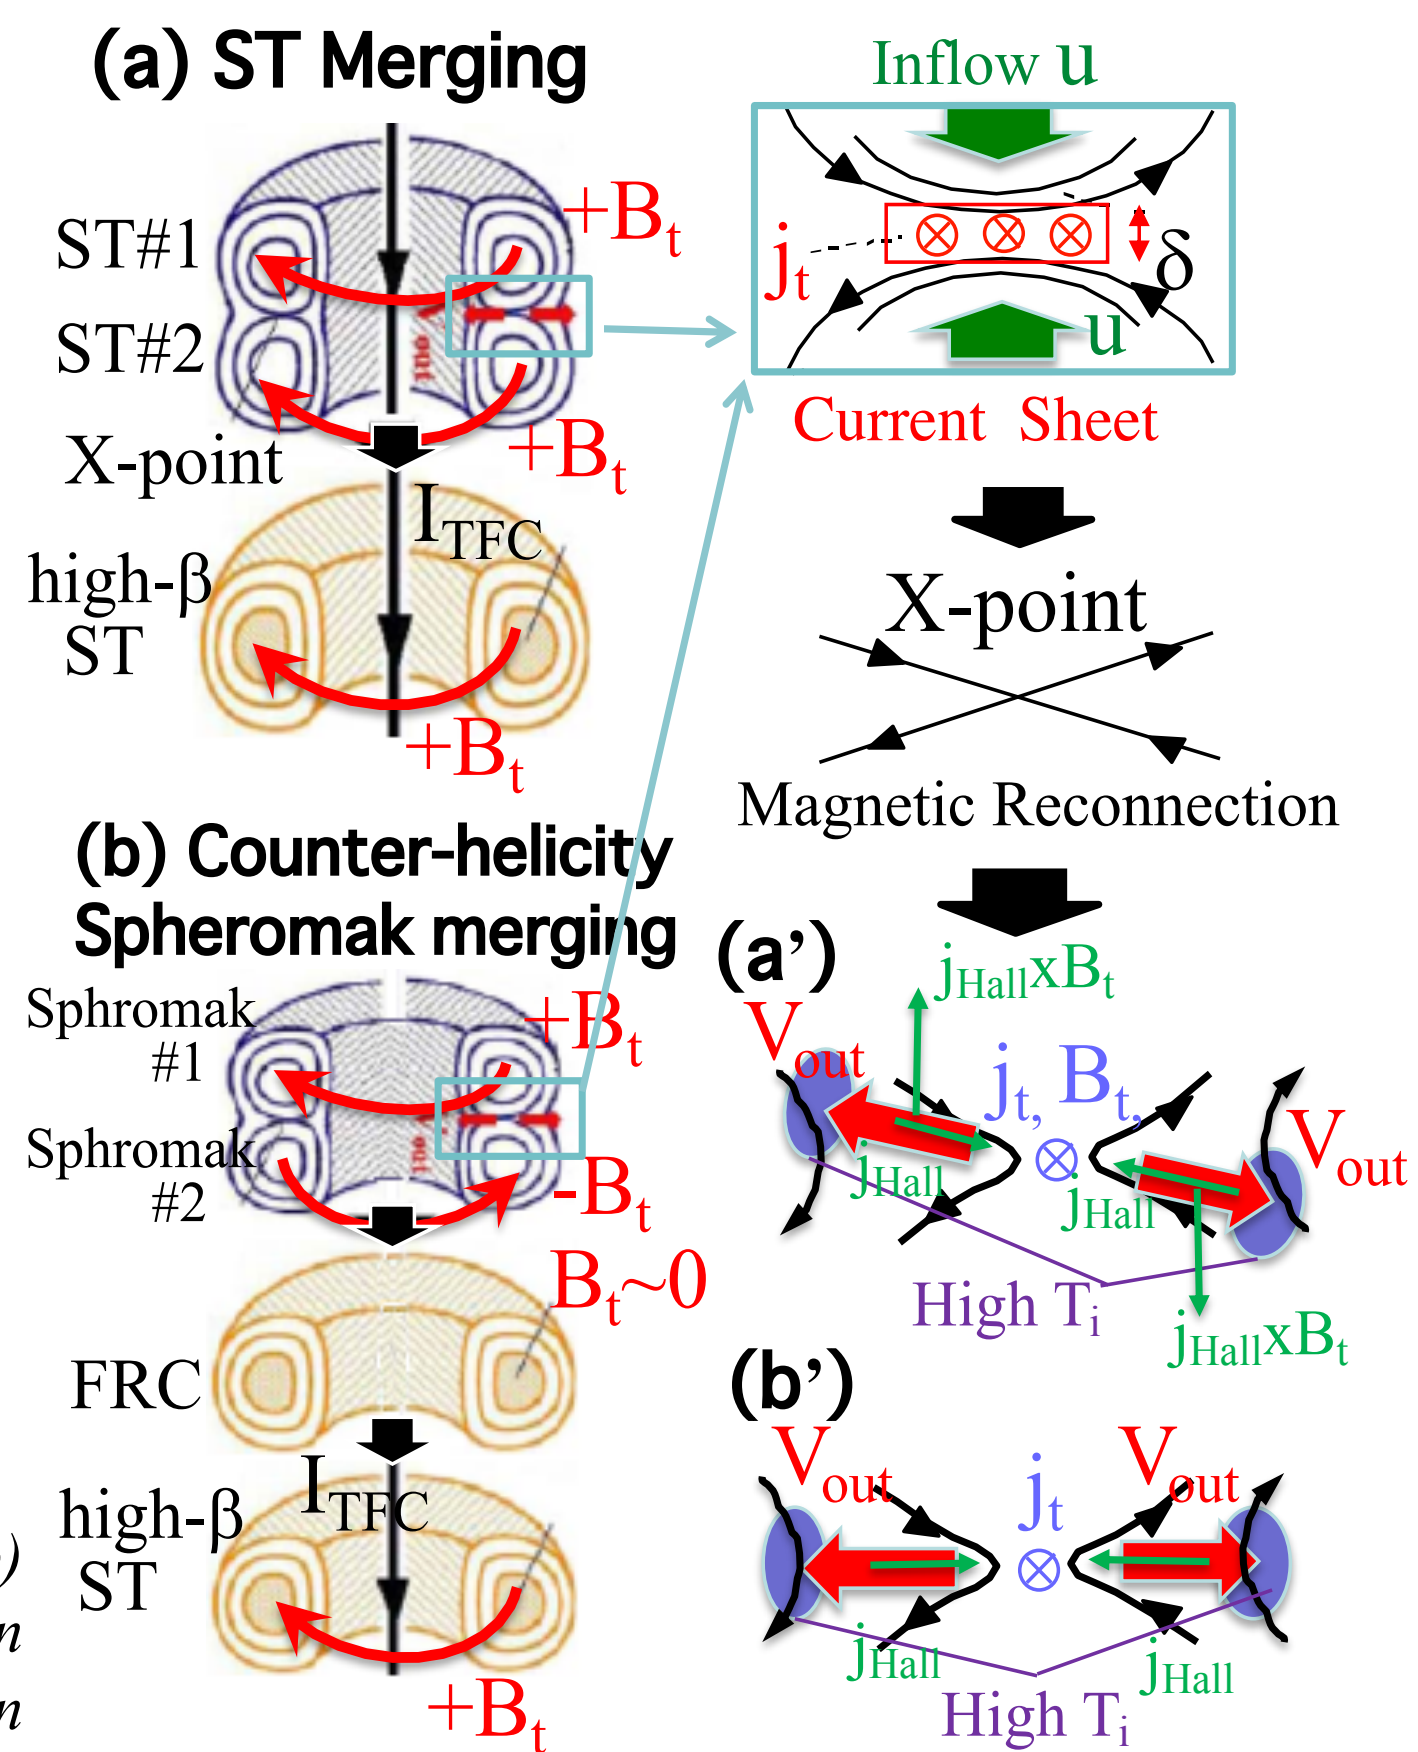 (a) ST Merging
ST#1
ST#2
X-point
+Bt
+Bt
out
ITFC
high-β
ST
+Bt
(b) Counter-helicity
Spheromak merging
Sphromak
#1
Sphromak
#2
+Bt
-Bt
out
Bt~0
FRC
ITFC
high-β
ST
+Bt
)
n
n
Inflow u
jt
δ
u
Current Sheet
X-point
Magnetic Reconnection
(a’)
jHallxBt
Vout
jt, Bt,
Vout
jHall
jHall
High Ti
jHallxBt
(b’)
Vout
Vout
jt
jHall
jHall
High Ti